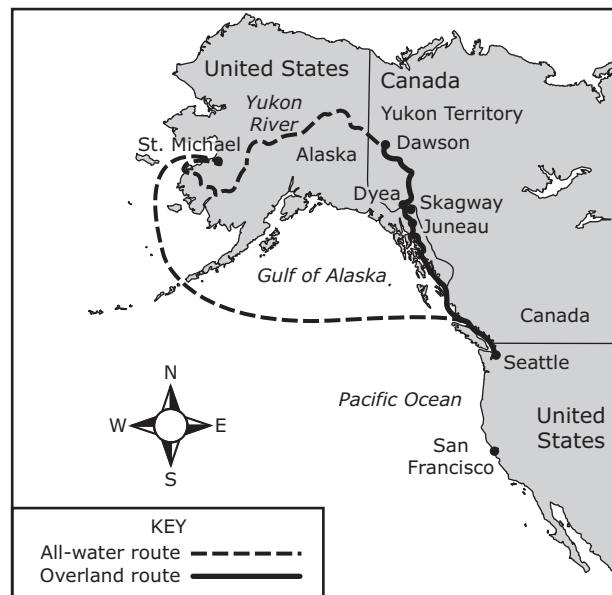 United States
Canada
Yukon
River
Yukon Territory
St. Michael
Dawson
Alaska
Dyea
Skagway
Juneau
Gulf of Alaska
Canada
Seattle
N
W
E
S
Pacific Ocean
United
States
San
Francisco
KEY
All-water route
Overland route